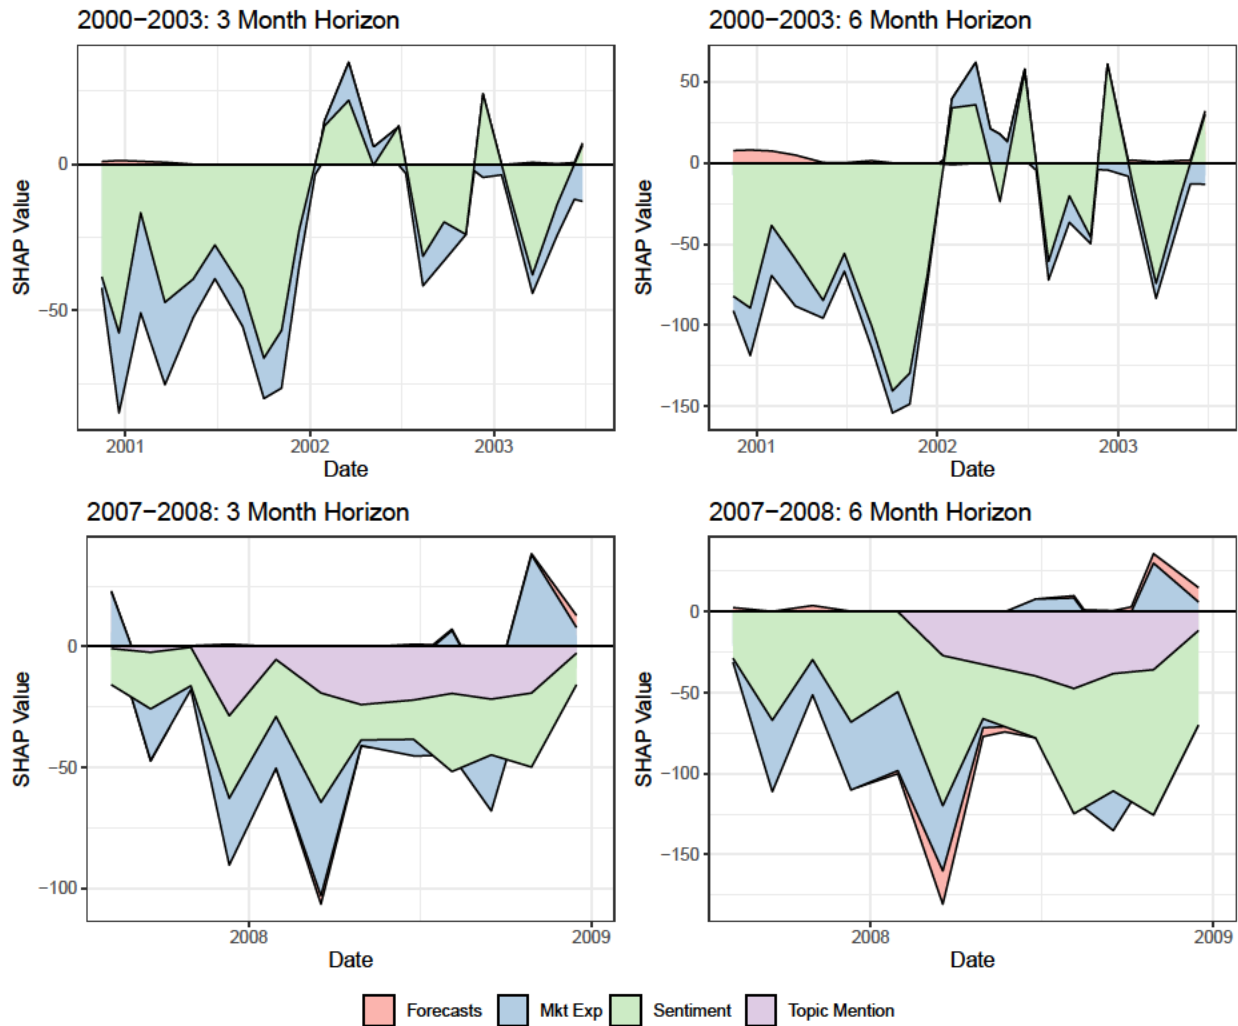 2000−2003: 3 Month Horizon
SHAP Value
0
−50
2001 2002 2003
Date
2000−2003: 6 Month Horizon
SHAP Value
50
0
−50
−100
−150
2001 2002 2003
Date
2007−2008: 3 Month Horizon
SHAP Value
0
−50
−100
2008 2009
Date
2007−2008: 6 Month Horizon
SHAP Value
0
−50
−100
−150
2008 2009
Date
Forecasts Mkt Exp Sentiment Topic Mention